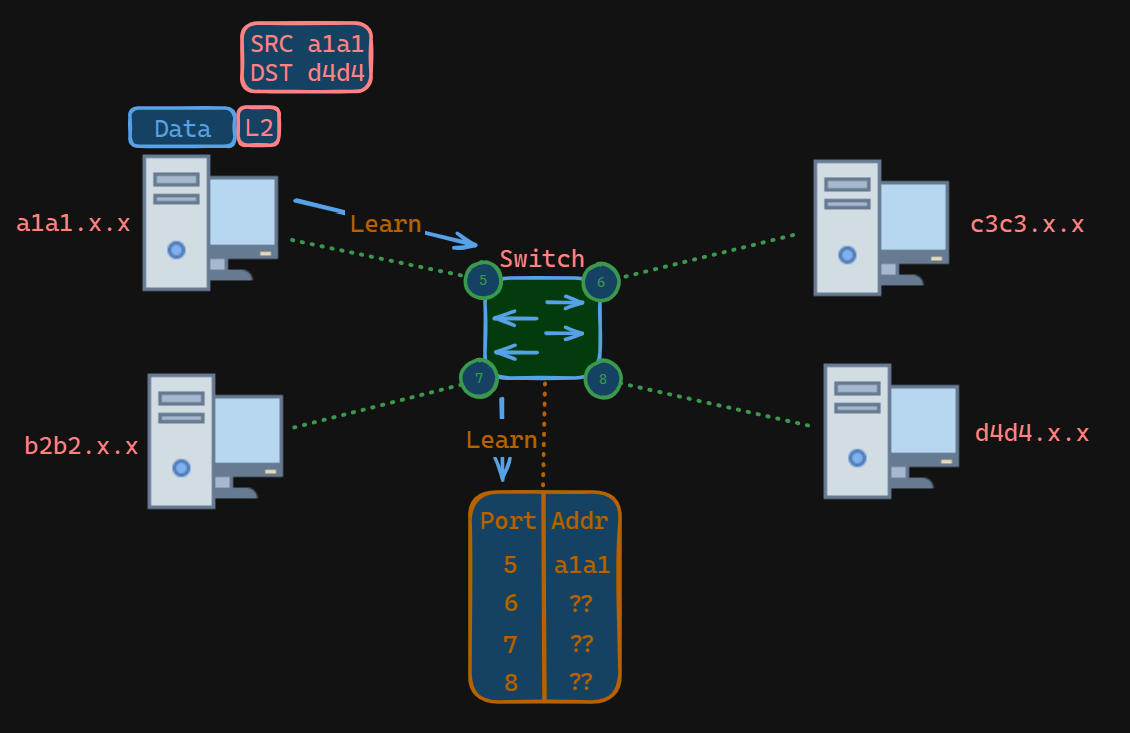 SRC a1a1
DST d4d4
Data
L2
a1a1.x.x
Learn
c3c3.x.x
Switch
5
6
7
8
b2b2.x.x
Learn
d4d4.x.x
Port Addr
5 a1a1
6 ??
7 ??
8 ??